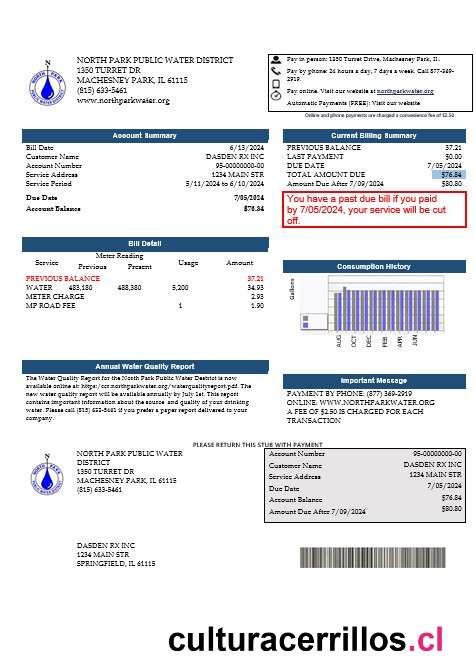 NORTH PARK
NORTH PARK PUBLIC WATER DISTRICT
1350 TURRET DR
MACHESNEY PARK, IL 61115
(815) 633-5461
www.northparkwater.org
Pay in person: 1350 Turret Drive, Machesney Park, IL.
Pay by phone: 24 hours a day, 7 days a week. Call 877-369-
2919.
Pay online. Visit our website at northparkwater.org
Automatic Payments (FREE): Visit our website
Online and phone payments are charged a convenience fee of $2.50
Account Summary
Bill Date 6/13/2024
Customer Name DASDEN RX INC
Account Number 95-00000000-00
Service Address 1234 MAIN STR
Service Period 5/11/2024 to 6/10/2024
Due Date 7/05/2024
Account Balance $76.84
Current Billing Summary
PREVIOUS BALANCE 37.21
LAST PAYMENT $0.00
DUE DATE 7/05/2024
TOTAL AMOUNT DUE $76.84
Amount Due After 7/09/2024 $80.80
You have a past due bill if you paid
by 7/05/2024, your service will be cut
off.
Bill Detail
Meter Reading
Service Previous Present Usage Amount
PREVIOUS BALANCE 37.21
WATER 483,180 488,380 5,200 34.93
METER CHARGE 2.93
MP ROAD FEE 1 1.90
Consumption History
Gallons
AUG OCT DEC FEB APR JUN
Annual Water Quality Report
The Water Quality Report for the North Park Public Water District is now
available online at: https/ccr.northparkwater.org/waterqualityreport.pdf. The
new water quality report will be available annually by July 1st. This report
contains information about the source and quality of your drinking
water. Please call (815) 633-5461 if you prefer a paper report delivered to your
company.
Important Message
PAYMENT BY PHONE: (877) 369-2919
ONLINE: WWW.NORTHPARKWATER.ORG
A FEE OF $2.50 IS CHARGED FOR EACH
TRANSACTION
PLEASE RETURN THIS STUB WITH PAYMENT
NORTH PARK
NORTH PARK PUBLIC WATER
DISTRICT
1350 TURRET DR
MACHESNEY PARK, IL 61115
(815) 633-5461
Account Number 95-00000000-00
Customer Name DASDEN RX INC
Service Address 1234 MAIN STR
Due Date 7/05/2024
Account Balance $76.84
Amount Due After 7/09/2024 $80.80
DASDEN RX INC
1234 MAIN STR
SPRINGFIELD, IL 61115
culturacerrillos.cl